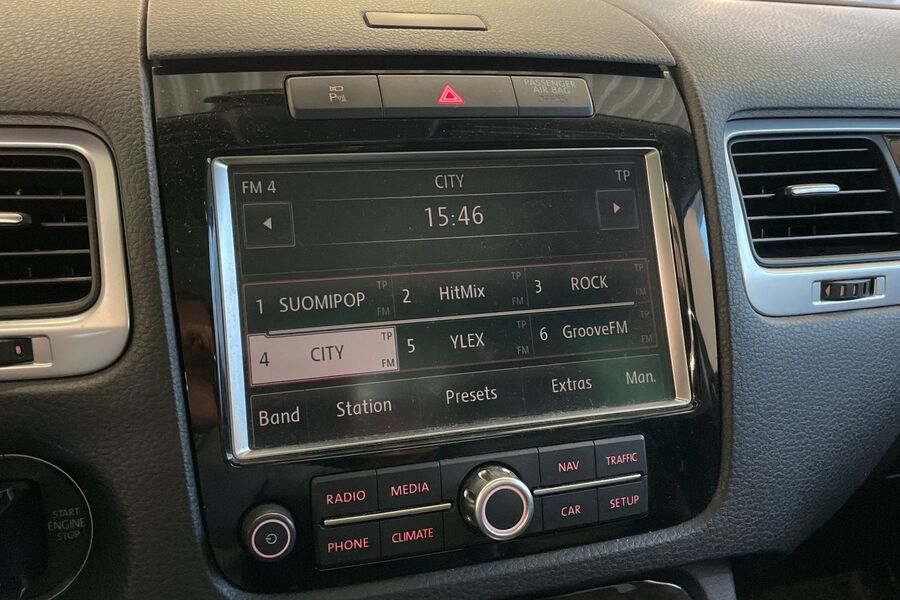 P
PASSENGER
AIR BAG
FM 4 CITY TP
15:46
1 SUOMIPOP TP FM 2 HitMix TP FM 3 ROCK TP FM
4 CITY TP FM 5 YLEX TP FM 6 GrooveFM TP FM
Band Station Presets Extras Man.
RADIO MEDIA NAV TRAFFIC
PHONE CLIMATE CAR SETUP
START
ENGINE
STOP